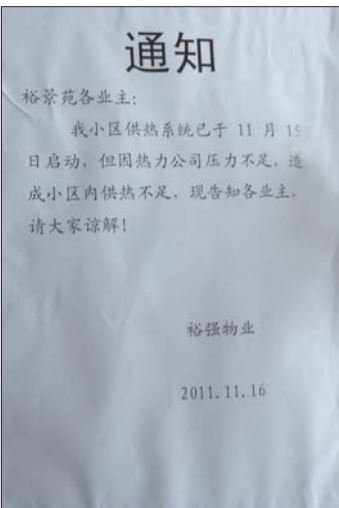 通知
裕景苑各业主：
我小区供热系统已于 11 月 15
日启动，但因热力公司压力不足，造
成小区内供热不足，现告知各业主，
请大家谅解！
裕强物业
2011.11.16